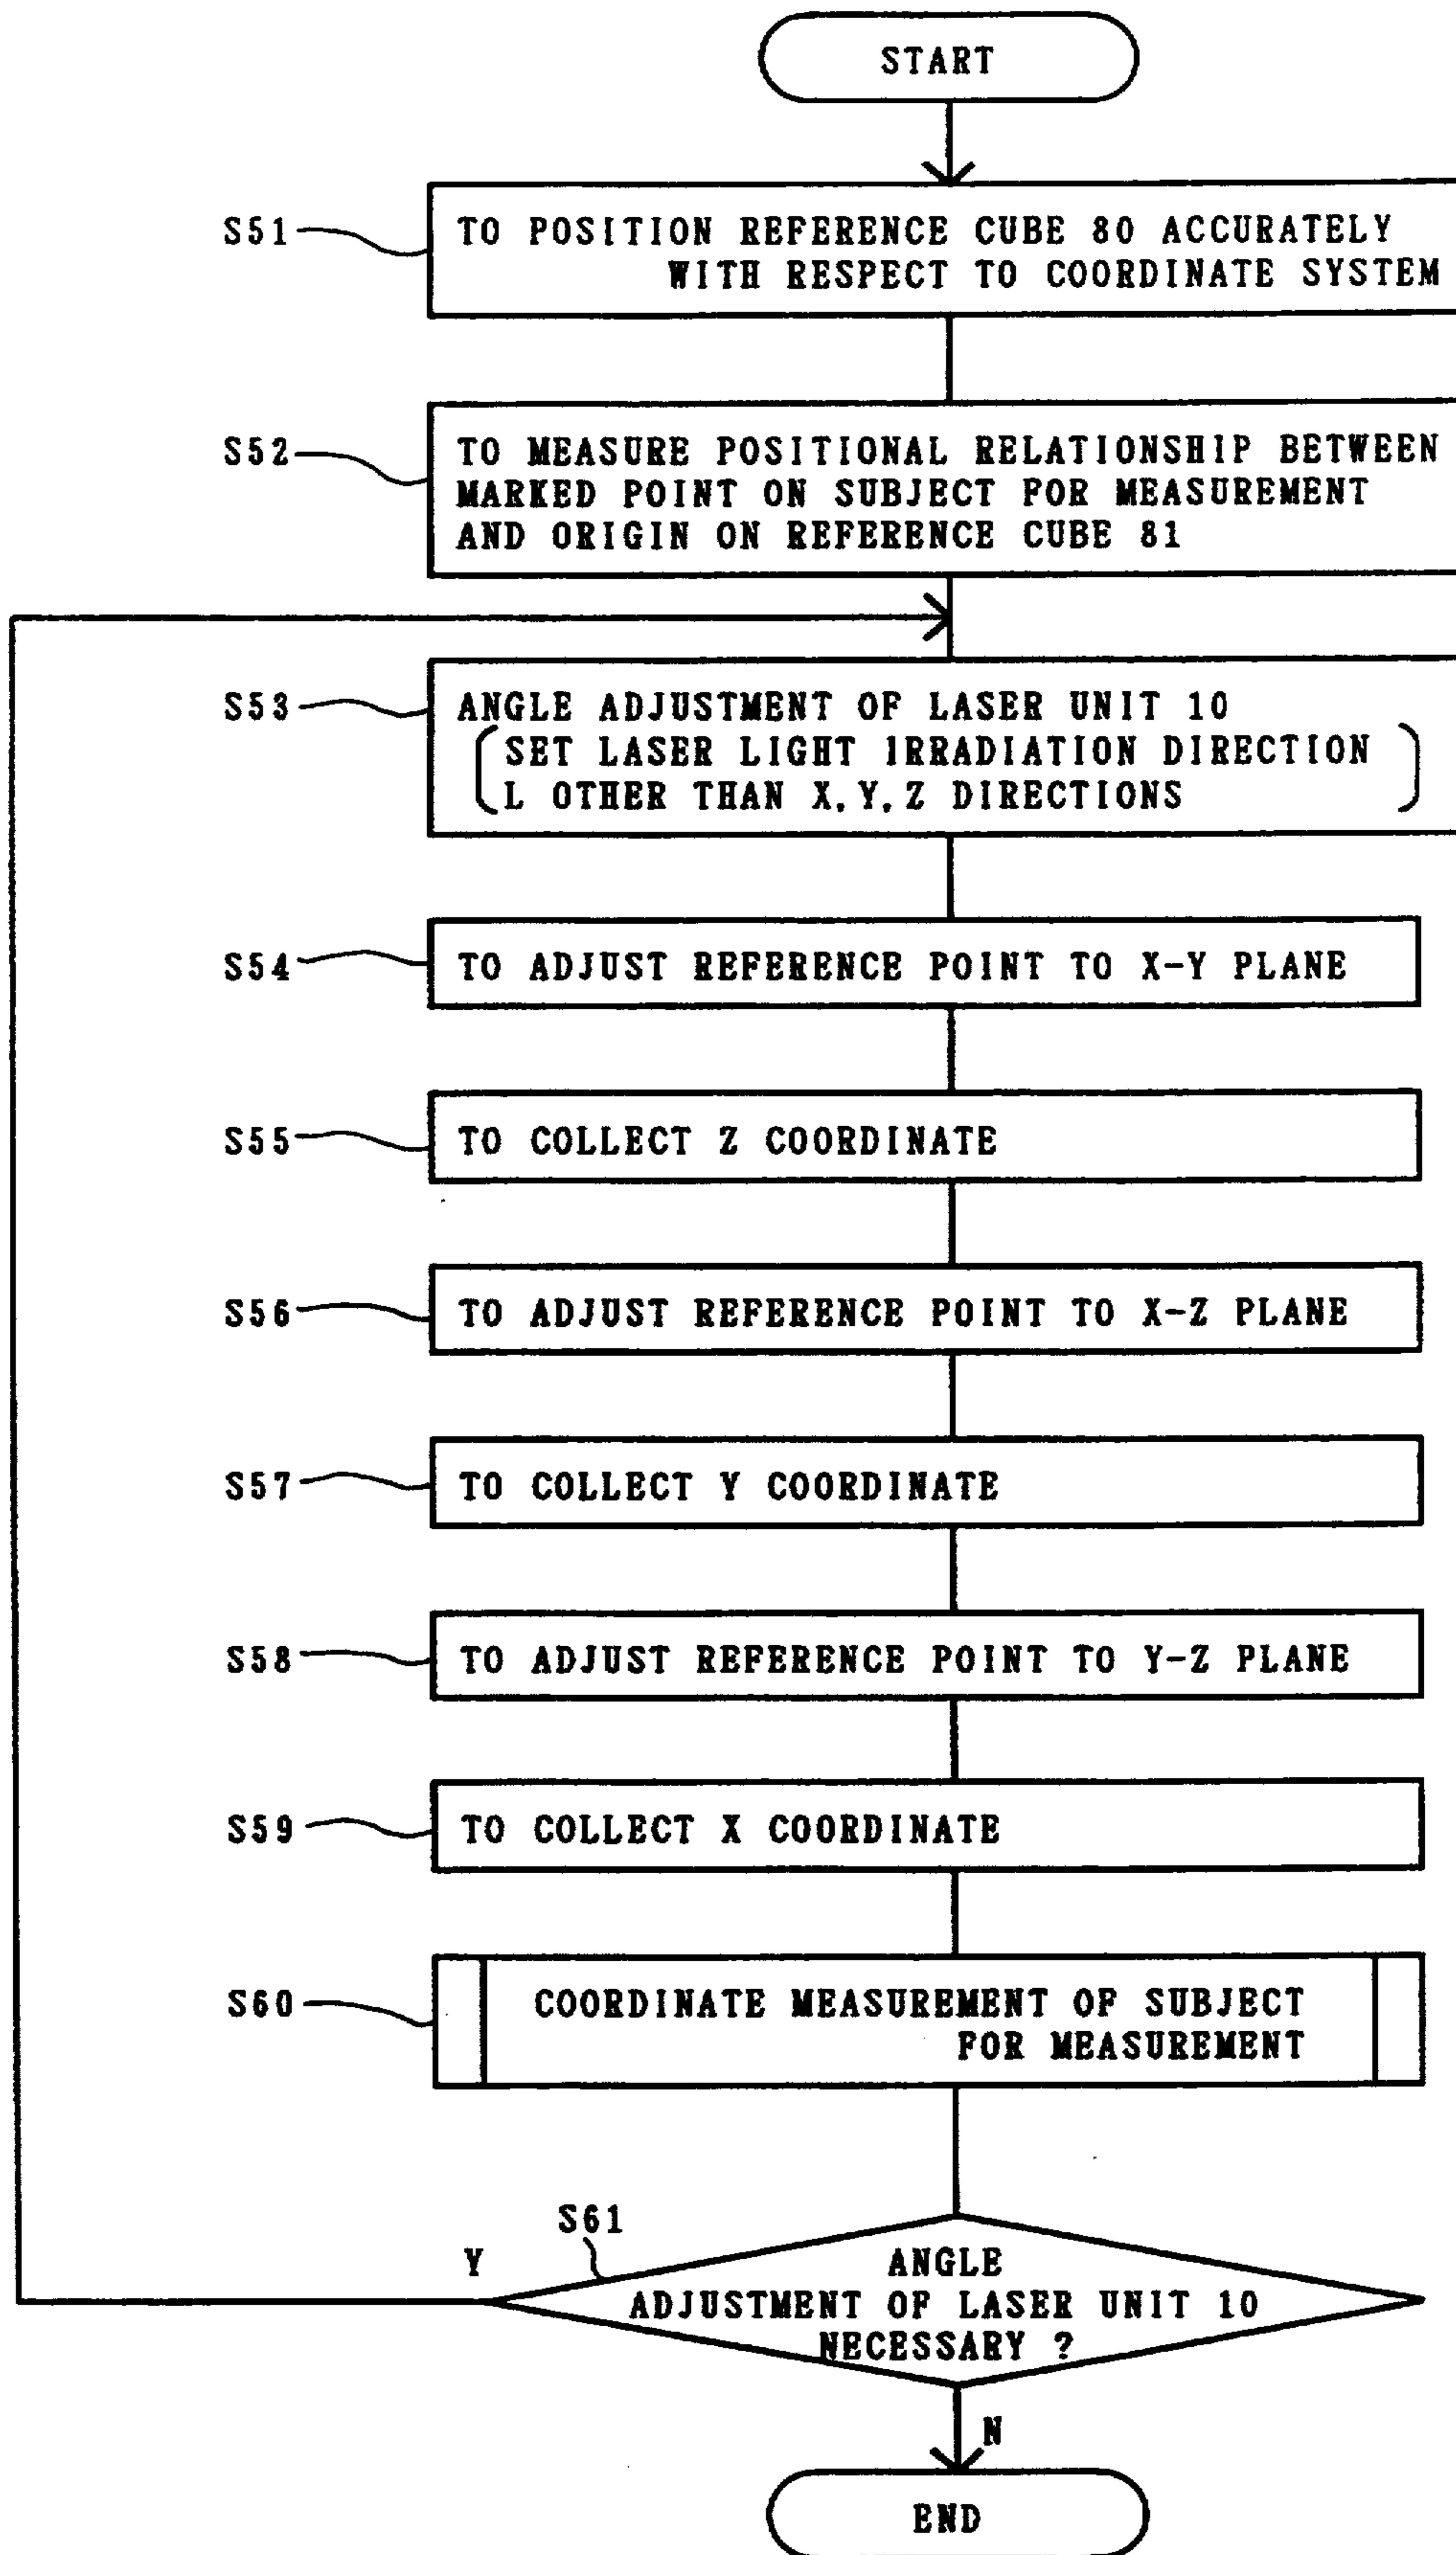 START
S51
TO POSITION REFERENCE CUBE 80 ACCURATELY
WITH RESPECT TO COORDINATE SYSTEM
S52
TO MEASURE POSITIONAL RELATIONSHIP BETWEEN
MARKED POINT ON SUBJECT FOR MEASUREMENT
AND ORIGIN ON REFERENCE CUBE 81
S53
ANGLE ADJUSTMENT OF LASER UNIT 10
(SET LASER LIGHT IRRADIATION DIRECTION
L OTHER THAN X, Y, Z DIRECTIONS)
S54
TO ADJUST REFERENCE POINT TO X-Y PLANE
S55
TO COLLECT Z COORDINATE
S56
TO ADJUST REFERENCE POINT TO X-Z PLANE
S57
TO COLLECT Y COORDINATE
S58
TO ADJUST REFERENCE POINT TO Y-Z PLANE
S59
TO COLLECT X COORDINATE
S60
COORDINATE MEASUREMENT OF SUBJECT
FOR MEASUREMENT
S61
Y
ANGLE
ADJUSTMENT OF LASER UNIT 10
NECESSARY ?
N
END